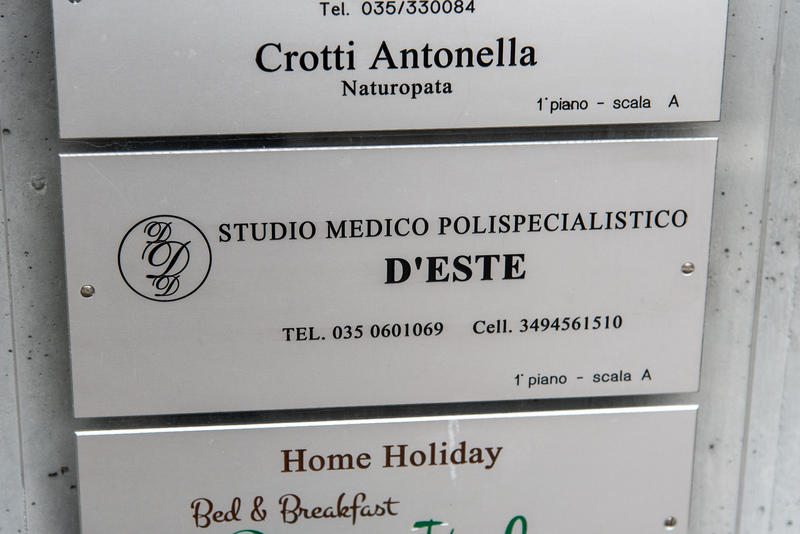 Tel. 035/330084
Crotti Antonella
Naturopata
1° piano - scala A
D
D
D
STUDIO MEDICO POLISPECIALISTICO
D'ESTE
TEL. 035 0601069 Cell. 3494561510
1° piano - scala A
Home Holiday
Bed & Breakfast